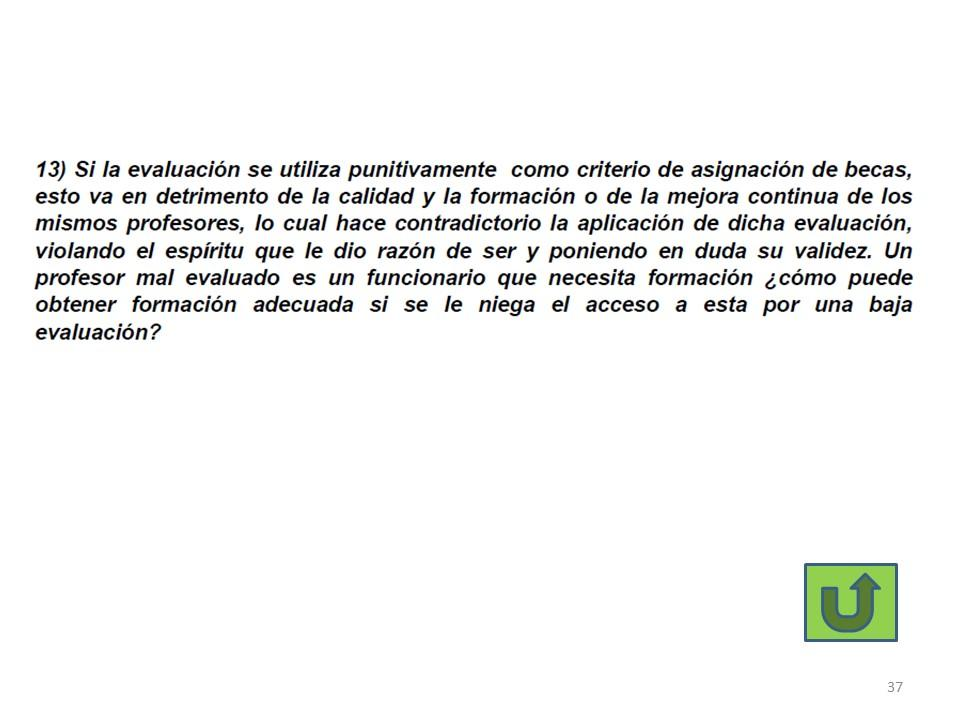 13) Si la evaluación se utiliza punitivamente como criterio de asignación de becas,
esto va en detrimento de la calidad y la formación o de la mejora continua de los
mismos profesores, lo cual hace contradictorio la aplicación de dicha evaluación,
violando el espíritu que le dio razón de ser y poniendo en duda su validez. Un
profesor mal evaluado es un funcionario que necesita formación ¿cómo puede
obtener formación adecuada si se le niega el acceso a esta por una baja
evaluación?
37